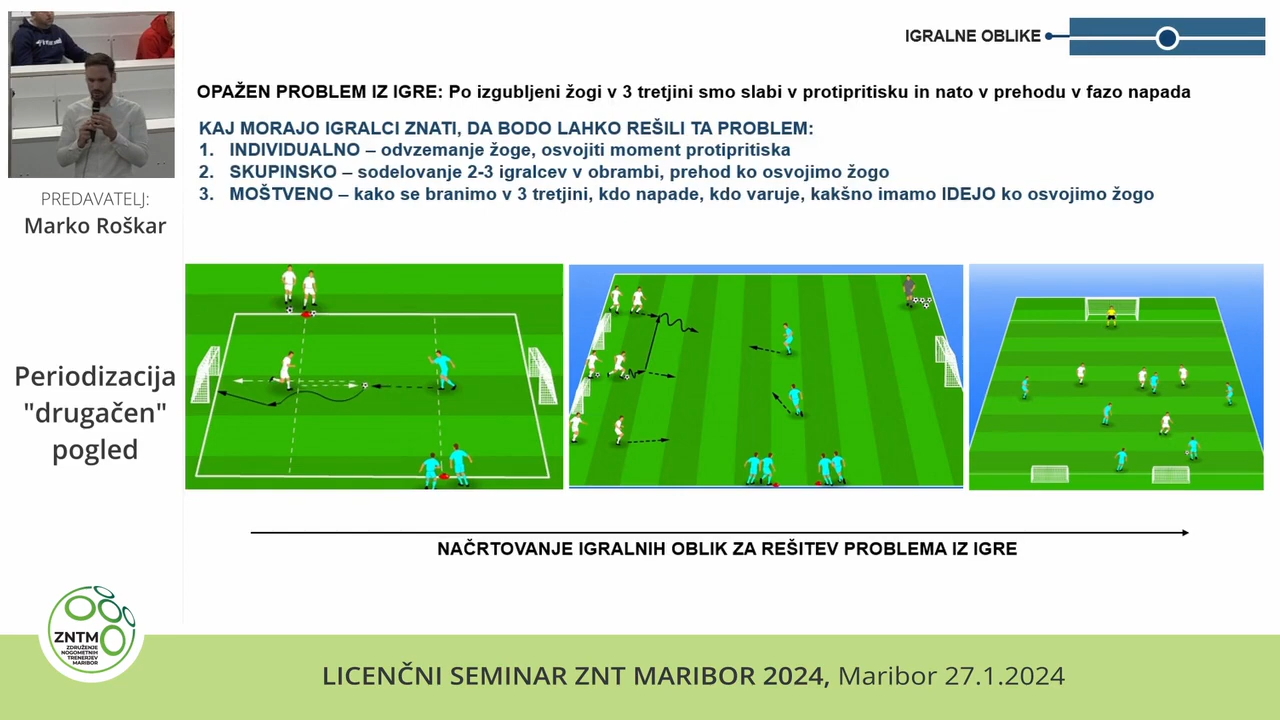 IGRALNE OBLIKE
OPAŽEN PROBLEM IZ IGRE: Po izgubljeni žogi v 3 tretjini smo slabi v protipritisku in nato v prehodu v fazo napada
KAJ MORAJO IGRALCI ZNATI, DA BODO LAHKO REŠILI TA PROBLEM:
1. INDIVIDUALNO – odvzemanje žoge, osvojiti moment protipritiska
2. SKUPINSKO – sodelovanje 2-3 igralcev v obrambi, prehod ko osvojimo žogo
3. MOŠTVENO – kako se branimo v 3 tretjini, kdo napade, kdo varuje, kakšno imamo IDEJO ko osvojimo žogo
PREDAVATELJ:
Marko Roškar
Periodizacija
"drugačen"
pogled
NAČRTOVANJE IGRALNIH OBLIK ZA REŠITEV PROBLEMA IZ IGRE
ZNTM
ZDRUŽENJE
NOGOMETNIH
TRENERJEV
MARIBOR
LICENČNI SEMINAR ZNT MARIBOR 2024, Maribor 27.1.2024